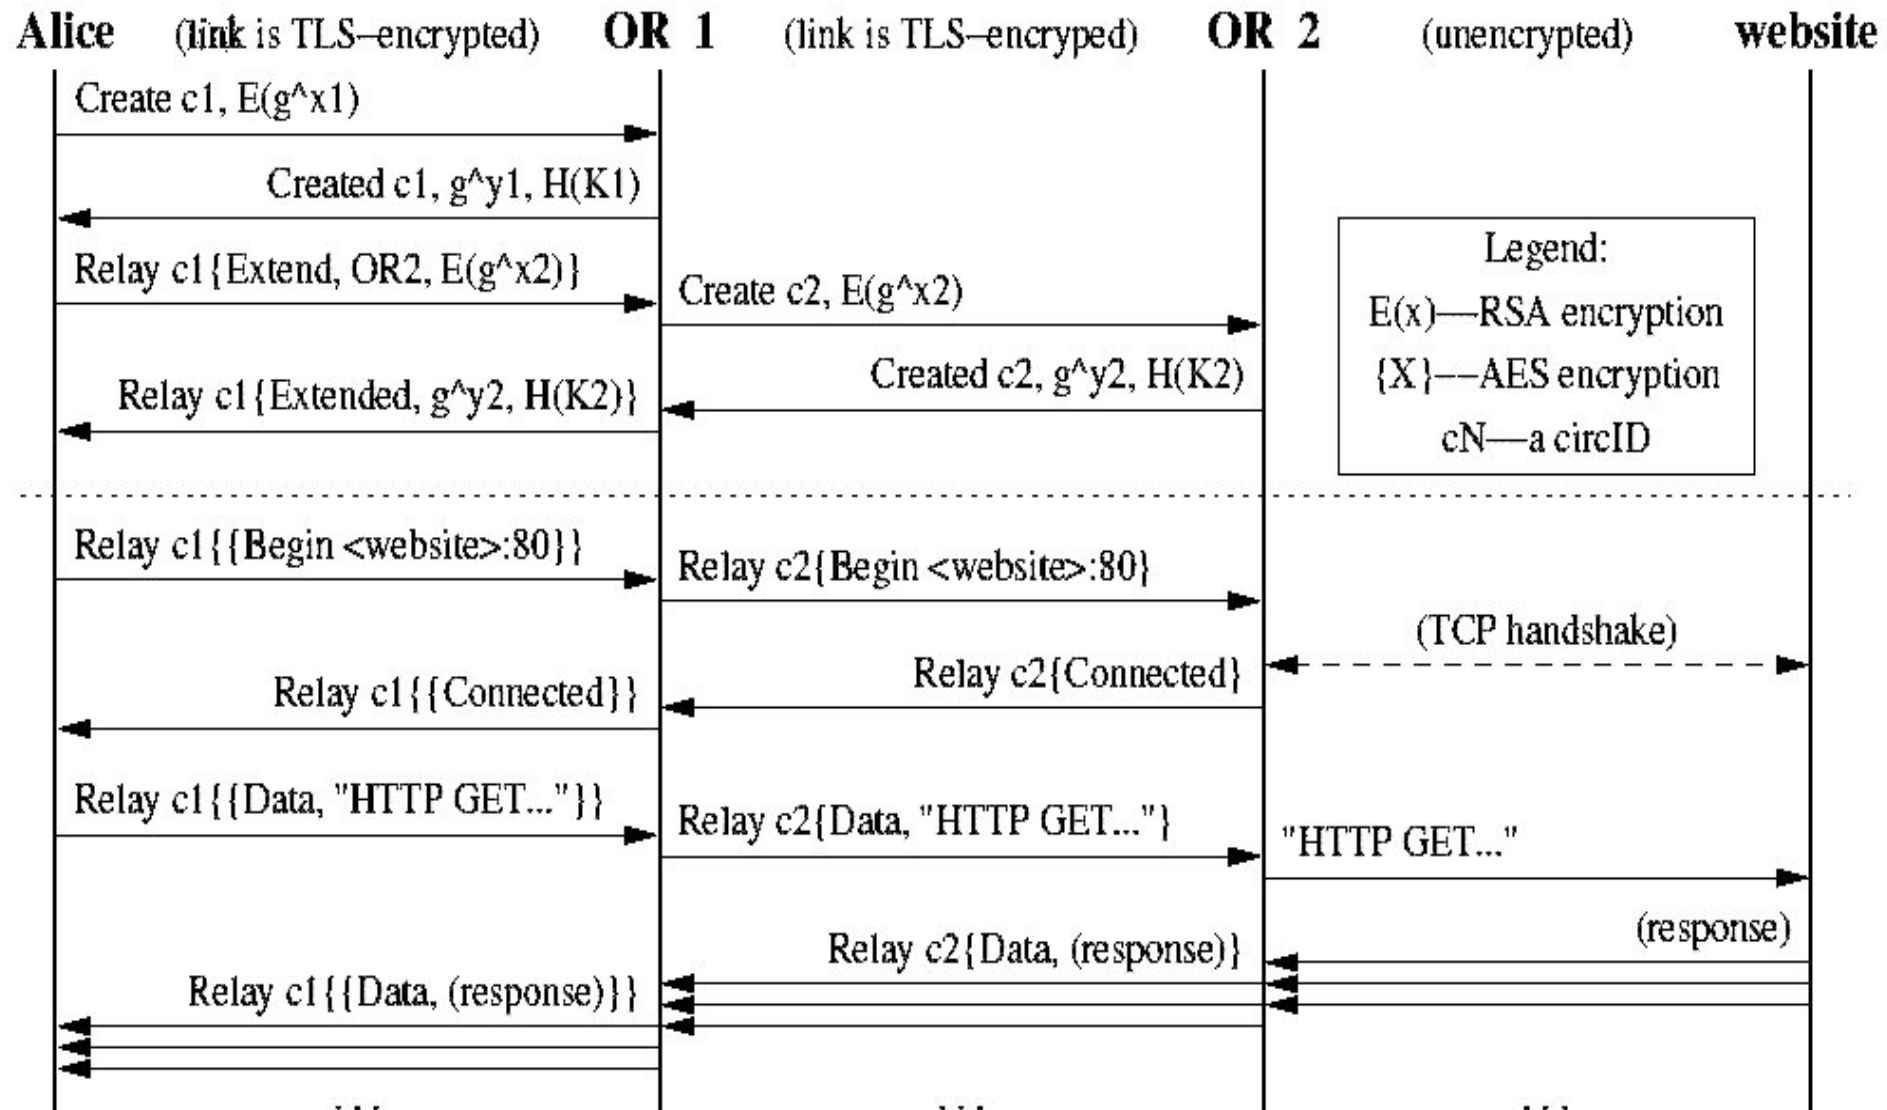 Alice (link is TLS–encrypted) OR 1 (link is TLS–encryped) OR 2 (unencrypted) website
Create c1, E(g^x1)
Created c1, g^y1, H(K1)
Relay c1{Extend, OR2, E(g^x2)}
Create c2, E(g^x2)
Created c2, g^y2, H(K2)
Relay c1{Extended, g^y2, H(K2)}
Legend:
E(x)—RSA encryption
{X}—AES encryption
cN—a circID
Relay c1{{Begin <website>:80}}
Relay c2{Begin <website>:80}
(TCP handshake)
Relay c2{Connected}
Relay c1{{Connected}}
Relay c1{{Data, "HTTP GET..."}}
Relay c2{Data, "HTTP GET..."}
"HTTP GET..."
(response)
Relay c2{Data, (response)}
Relay c1{{Data, (response)}}